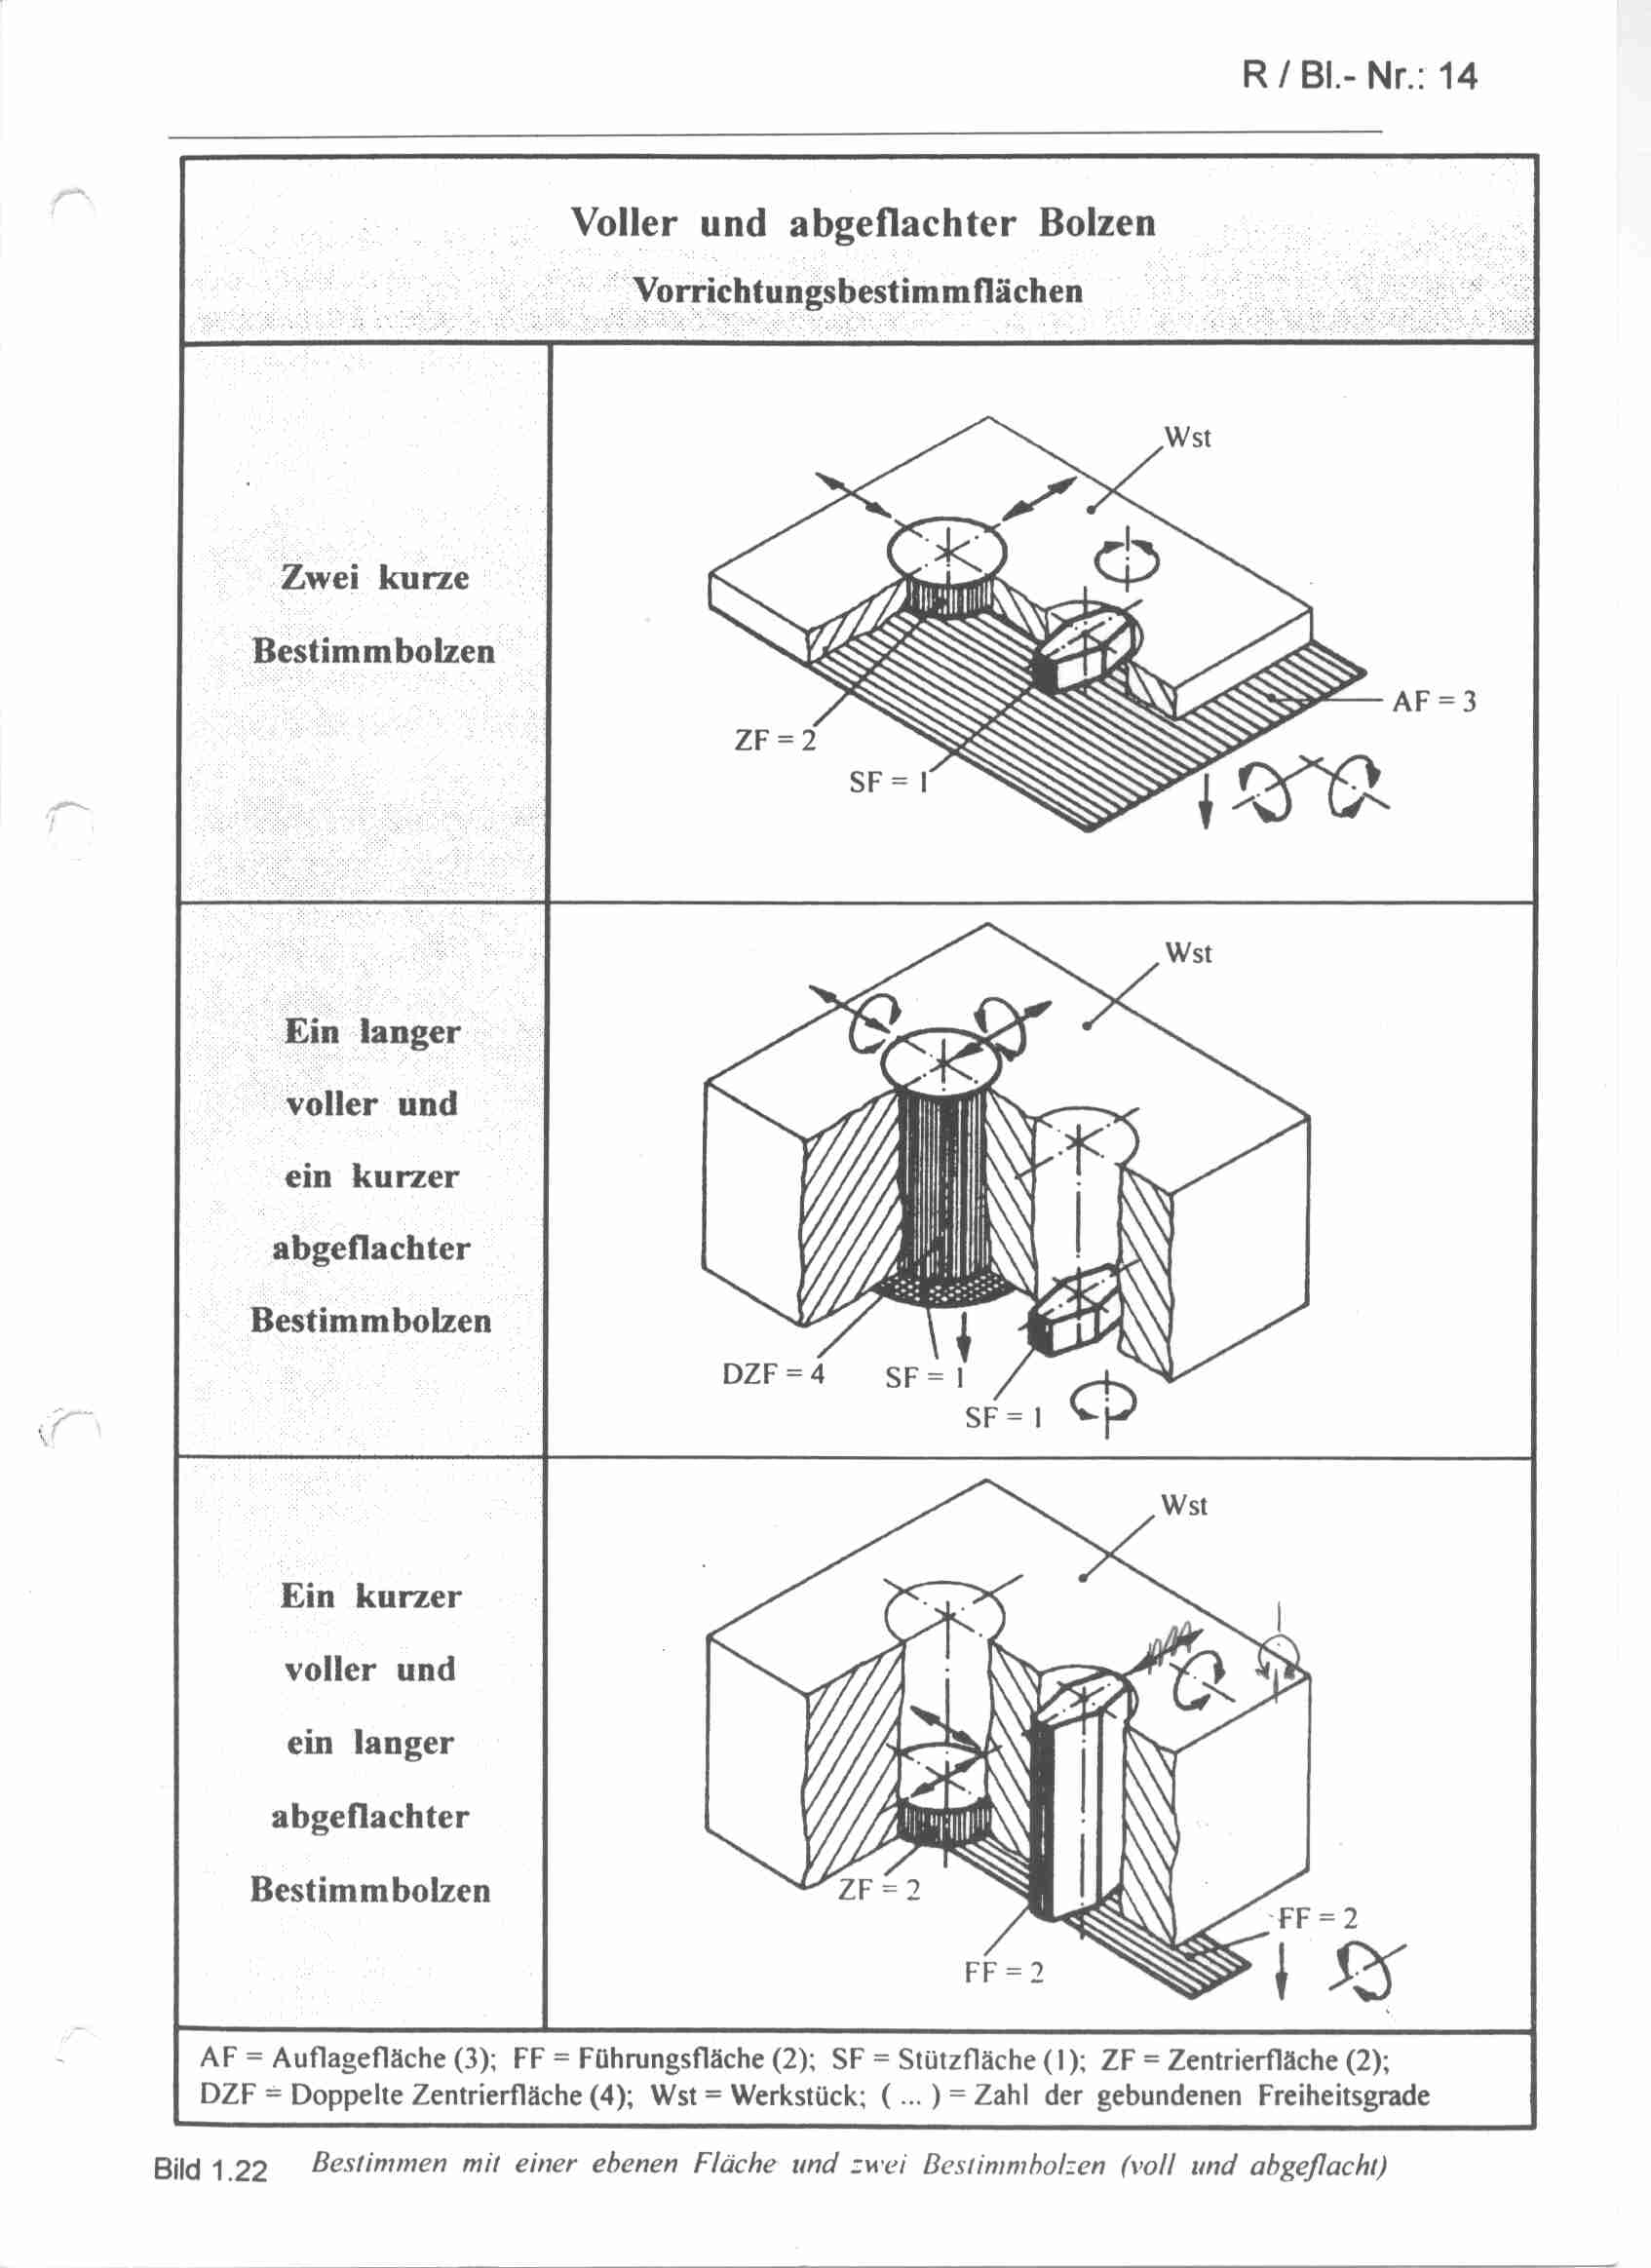 R / Bl.- Nr.: 14
Voller und abgeflachter Bolzen
Vorrichtungsbestimmflächen
Zwei kurze
Bestimmbolzen
Wst
AF = 3
ZF = 2
SF = 1
Ein langer
voller und
ein kurzer
abgeflachter
Bestimmbolzen
Wst
DZF = 4
SF = 1
SF = 1
Ein kurzer
voller und
ein langer
abgeflachter
Bestimmbolzen
Wst
ZF = 2
FF = 2
FF = 2
AF = Auflagefläche (3); FF = Führungsfläche (2); SF = Stützfläche (1); ZF = Zentrierfläche (2);
DZF = Doppelte Zentrierfläche (4); Wst = Werkstück; ( ... ) = Zahl der gebundenen Freiheitsgrade
Bild 1.22 Bestimmen mit einer ebenen Fläche und zwei Bestimmbolzen (voll und abgeflacht)